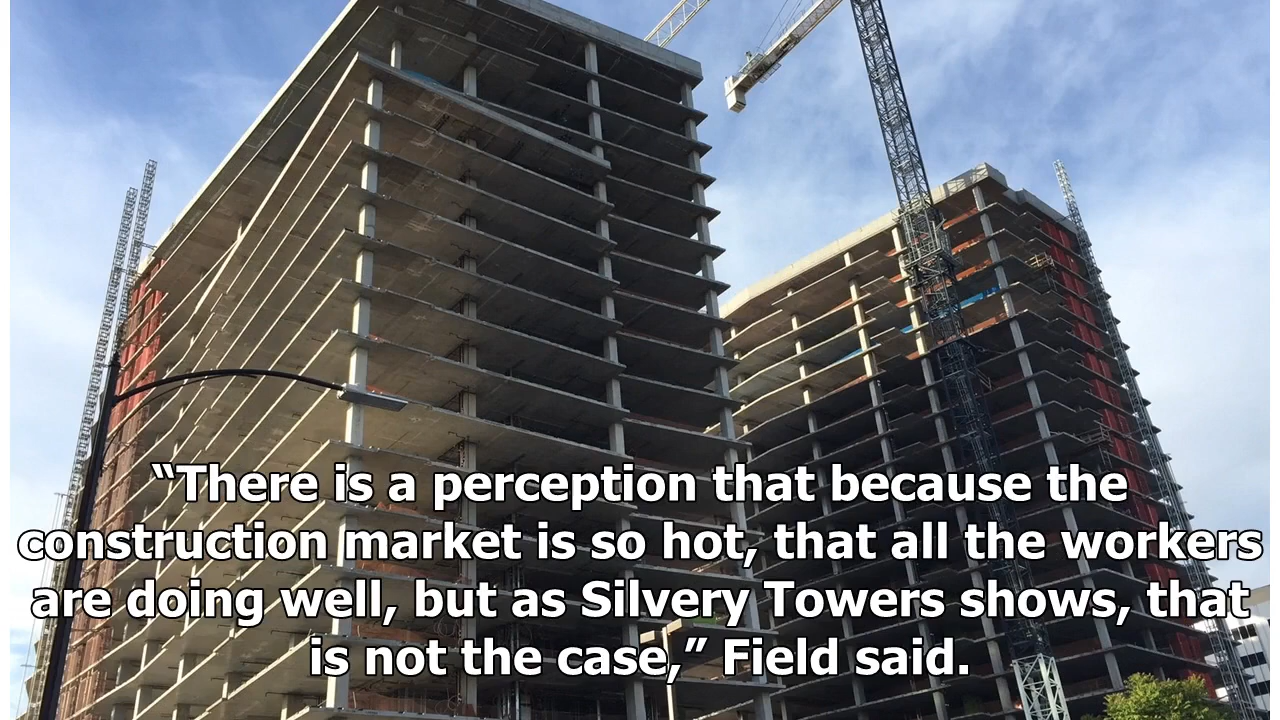 “There is a perception that because the
construction market is so hot, that all the workers
are doing well, but as Silvery Towers shows, that
is not the case,” Field said.